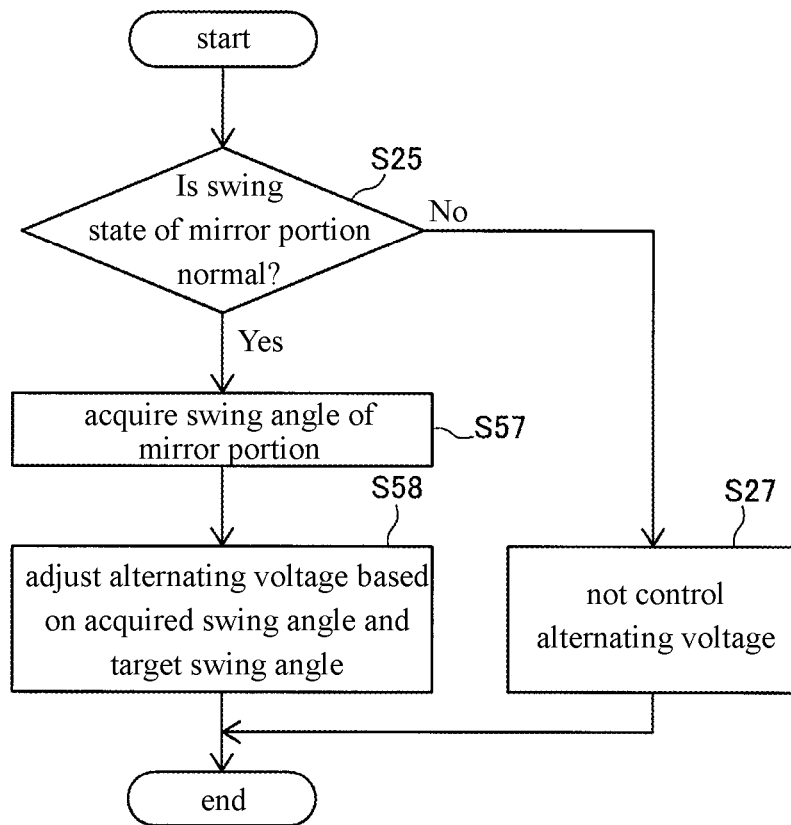 start
S25
Is swing
state of mirror portion
normal?
No
Yes
acquire swing angle of
mirror portion
S57
S58
adjust alternating voltage based
on acquired swing angle and
target swing angle
S27
not control
alternating voltage
end